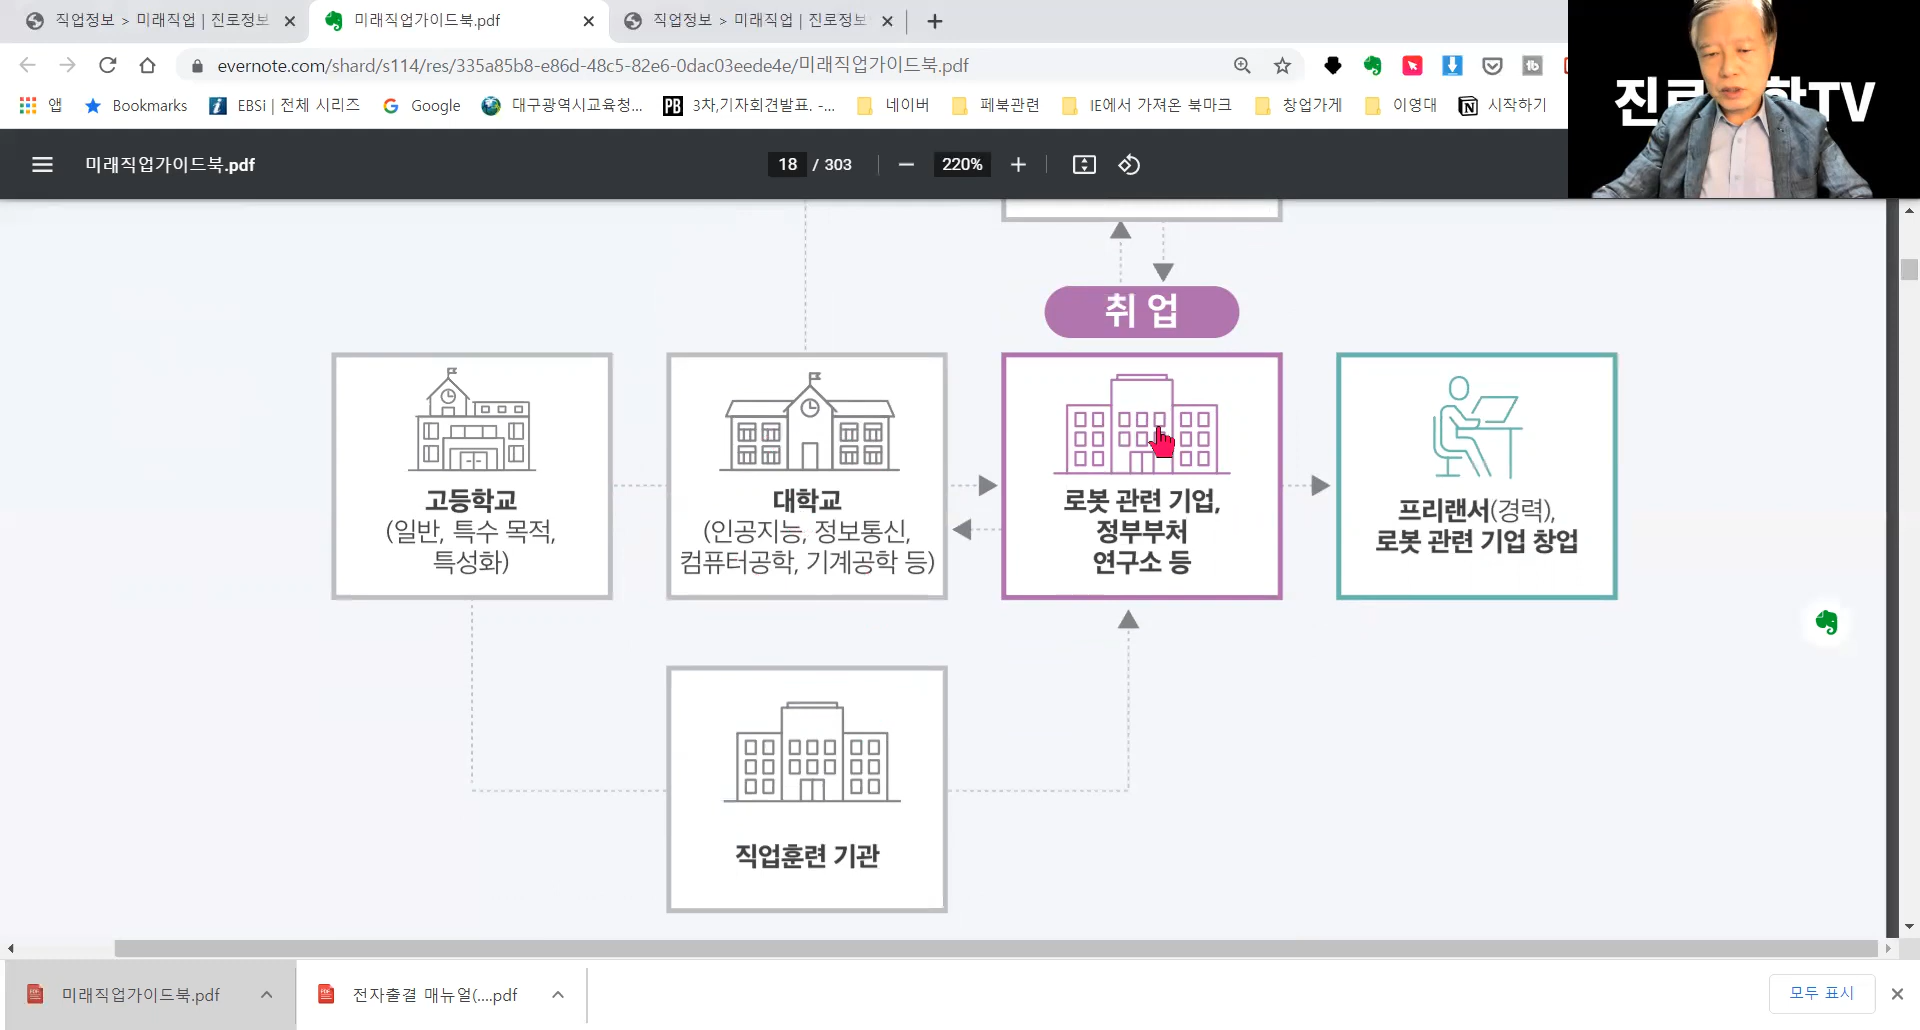 직업정보 > 미래직업 | 진로정보
미래직업가이드북.pdf
직업정보 > 미래직업 | 진로정보
evernote.com/shard/s114/res/335a85b8-e86d-48c5-82e6-0dac03eede4e/미래직업가이드북.pdf
앱
Bookmarks
EBSi | 전체 시리즈
Google
대구광역시교육청...
3차,기자회견발표. -...
네이버
페북관련
IE에서 가져온 북마크
창업가게
이영대
시작하기
미래직업가이드북.pdf
18 / 303
220%
TV
취 업
고등학교
(일반, 특수 목적,
특성화)
대학교
(인공지능, 정보통신,
컴퓨터공학, 기계공학 등)
로봇 관련 기업,
정부부처
연구소 등
프리랜서(경력),
로봇 관련 기업 창업
직업훈련 기관
미래직업가이드북.pdf
전자출결 매뉴얼(....pdf
모두 표시